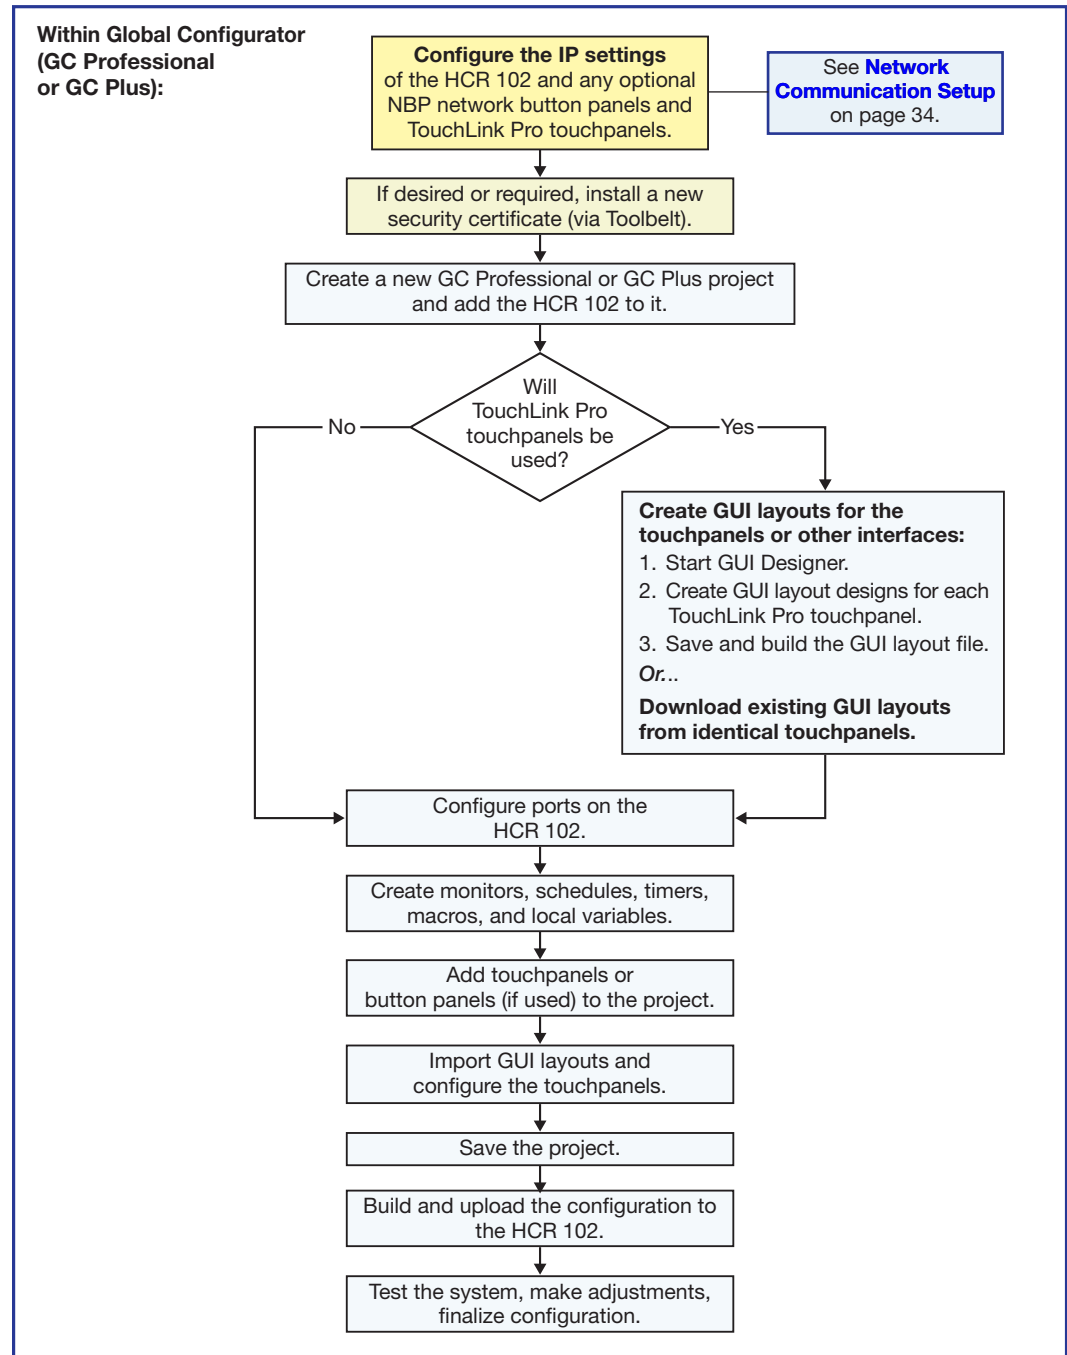 Within Global Configurator
(GC Professional
or GC Plus):
Configure the IP settings
of the HCR 102 and any optional
NBP network button panels and
TouchLink Pro touchpanels.
See Network
Communication Setup
on page 34.
If desired or required, install a new
security certificate (via Toolbelt).
Create a new GC Professional or GC Plus project
and add the HCR 102 to it.
Will
TouchLink Pro
touchpanels be
used?
No
Yes
Create GUI layouts for the
touchpanels or other interfaces:
1. Start GUI Designer.
2. Create GUI layout designs for each
TouchLink Pro touchpanel.
3. Save and build the GUI layout file.
Or...
Download existing GUI layouts
from identical touchpanels.
Configure ports on the
HCR 102.
Create monitors, schedules, timers,
macros, and local variables.
Add touchpanels or
button panels (if used) to the project.
Import GUI layouts and
configure the touchpanels.
Save the project.
Build and upload the configuration to
the HCR 102.
Test the system, make adjustments,
finalize configuration.